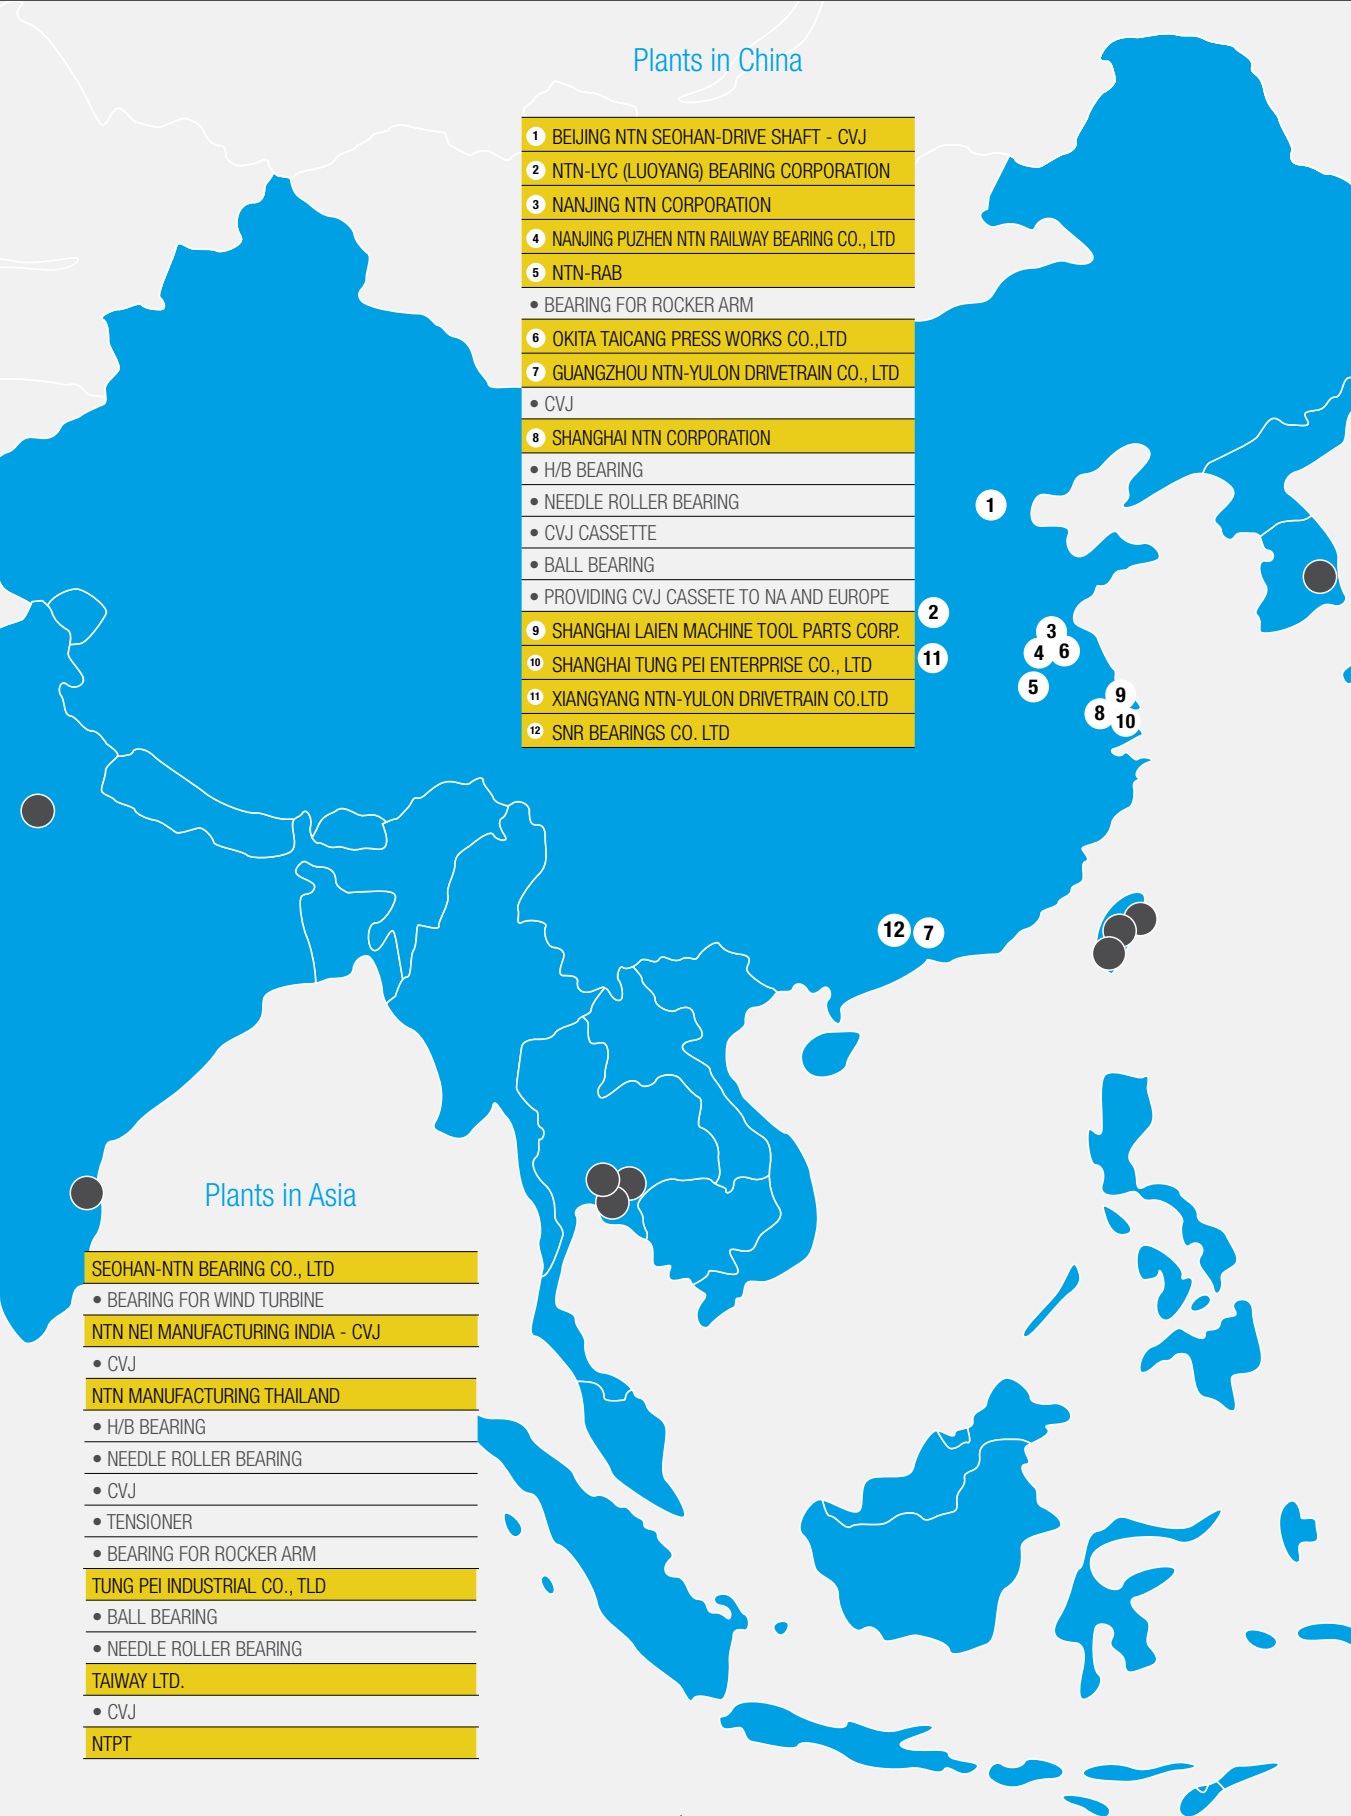 Plants in China
1 BEIJING NTN SEOHAN-DRIVE SHAFT - CVJ
2 NTN-LYC (LUOYANG) BEARING CORPORATION
3 NANJING NTN CORPORATION
4 NANJING PUZHEN NTN RAILWAY BEARING CO., LTD
5 NTN-RAB
• BEARING FOR ROCKER ARM
6 OKITA TAICANG PRESS WORKS CO.,LTD
7 GUANGZHOU NTN-YULON DRIVETRAIN CO., LTD
• CVJ
8 SHANGHAI NTN CORPORATION
• H/B BEARING
• NEEDLE ROLLER BEARING
• CVJ CASSETTE
• BALL BEARING
• PROVIDING CVJ CASSETE TO NA AND EUROPE
9 SHANGHAI LAIEN MACHINE TOOL PARTS CORP.
10 SHANGHAI TUNG PEI ENTERPRISE CO., LTD
11 XIANGYANG NTN-YULON DRIVETRAIN CO.LTD
12 SNR BEARINGS CO. LTD
1
2
3
4 6
11
5
9
8
10
12 7
Plants in Asia
SEOHAN-NTN BEARING CO., LTD
• BEARING FOR WIND TURBINE
NTN NEI MANUFACTURING INDIA - CVJ
• CVJ
NTN MANUFACTURING THAILAND
• H/B BEARING
• NEEDLE ROLLER BEARING
• CVJ
• TENSIONER
• BEARING FOR ROCKER ARM
TUNG PEI INDUSTRIAL CO., TLD
• BALL BEARING
• NEEDLE ROLLER BEARING
TAIWAY LTD.
• CVJ
NTPT